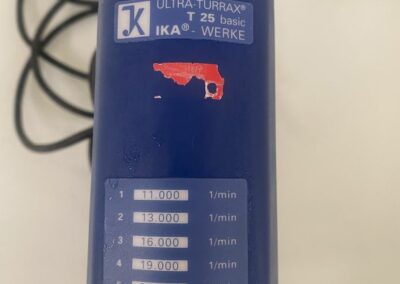 ULTRA-TURRAX®
T 25 basic
IKA® - WERKE
1 11.000 1/min
2 13.000 1/min
3 16.000 1/min
4 19.000 1/min